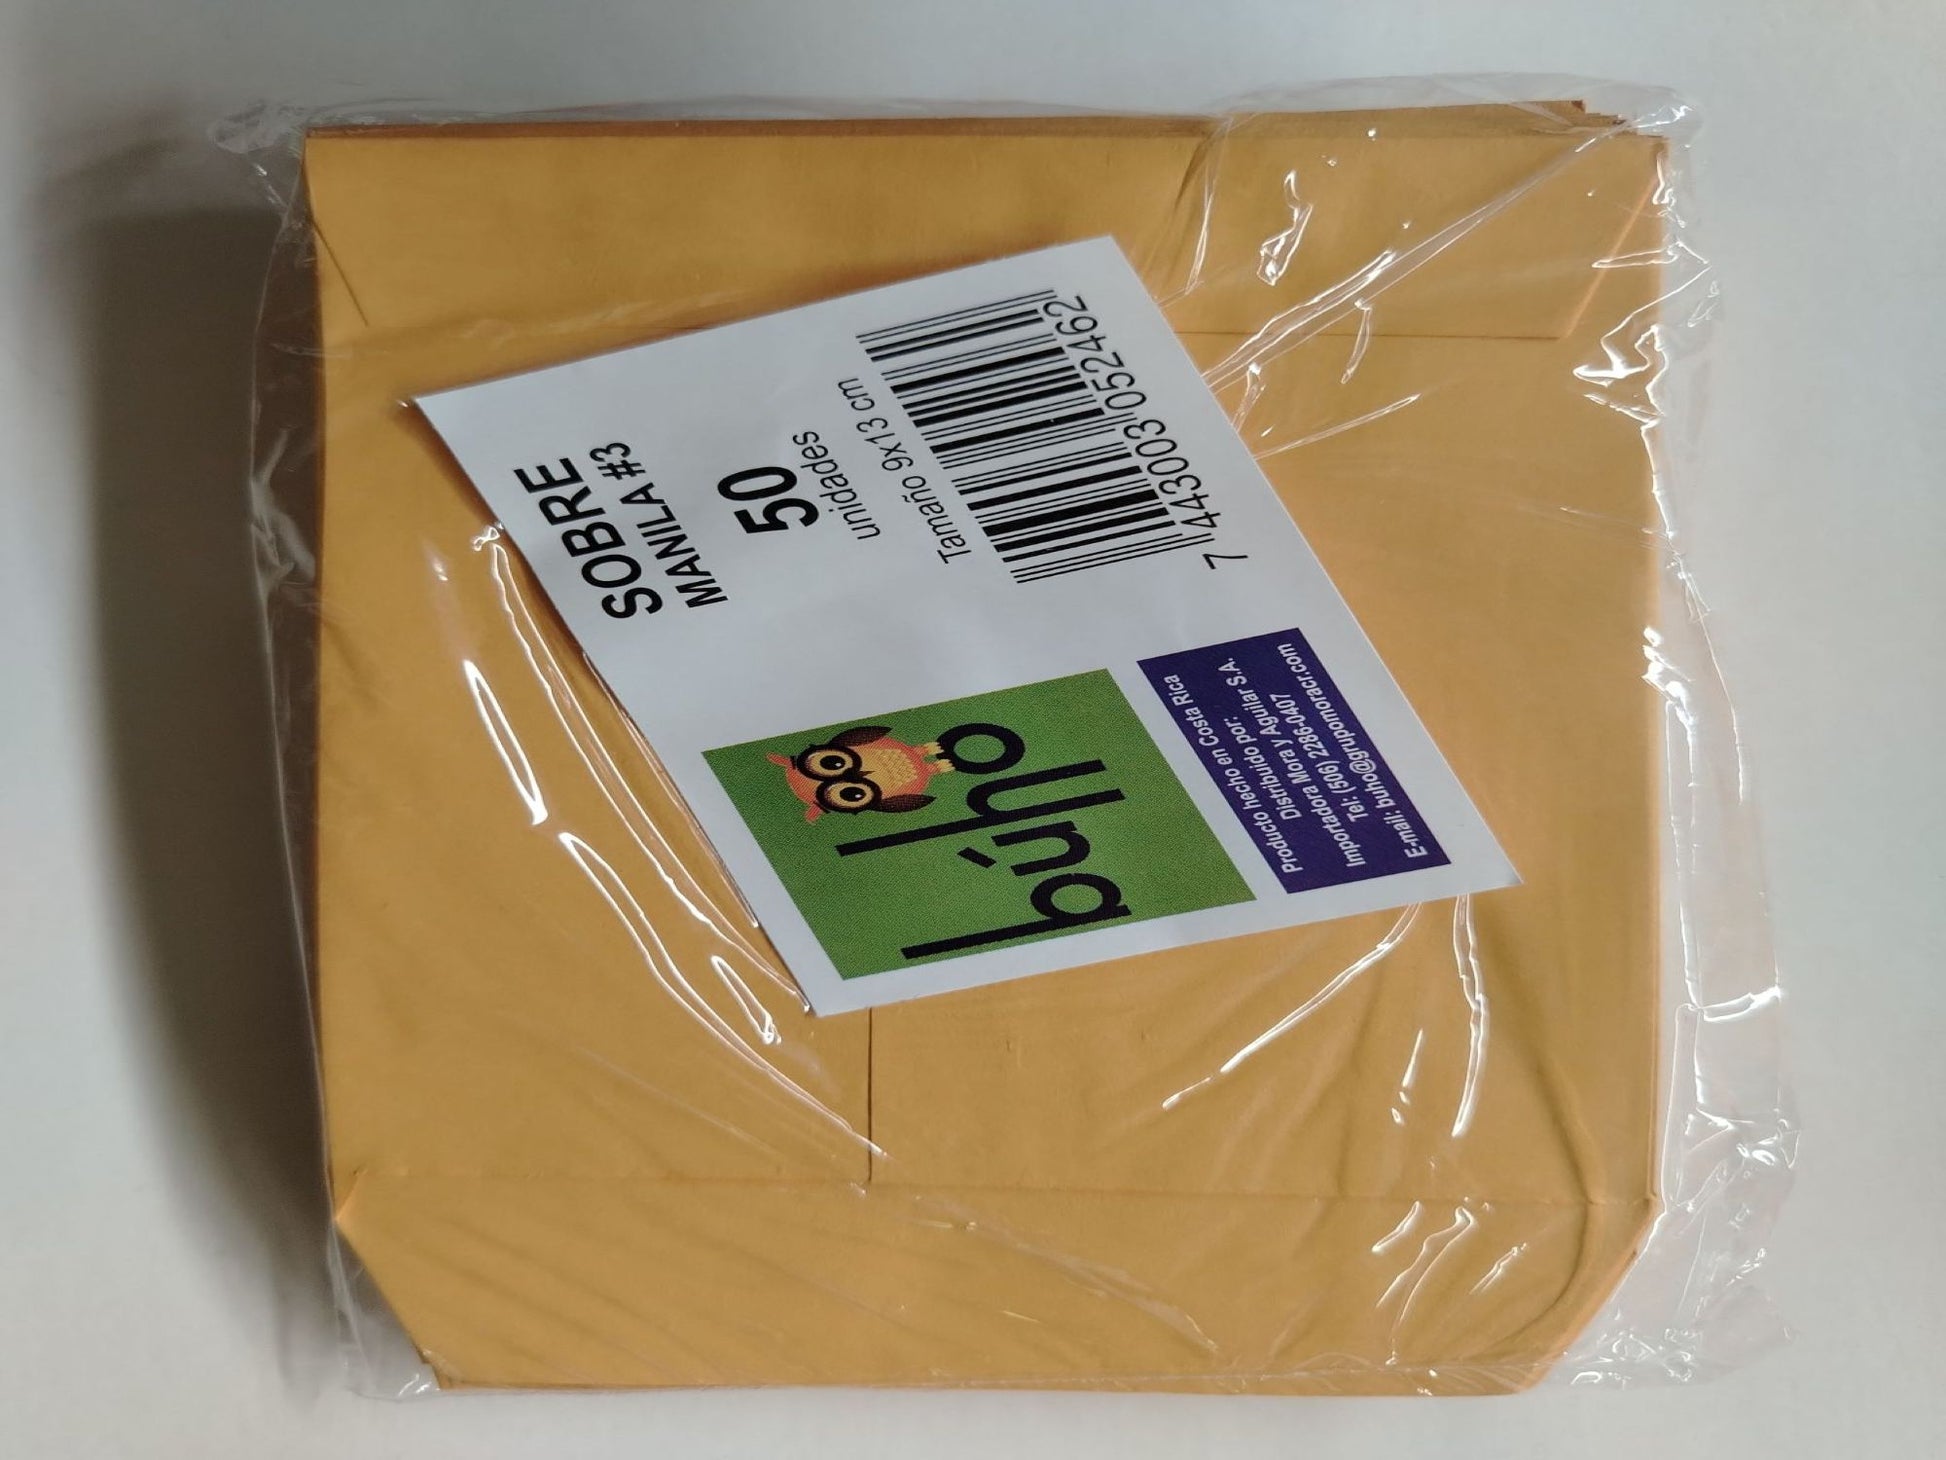 SOBRE
MANILA #3
50
unidades
Tamaño 9x13 cm
7 443003 052462
búho
Producto hecho en Costa Rica
Distribuido por:
Importadora Mora y Aguilar S.A.
Tel: (506) 2286-0407
E-mail: buho@grupomoracr.com